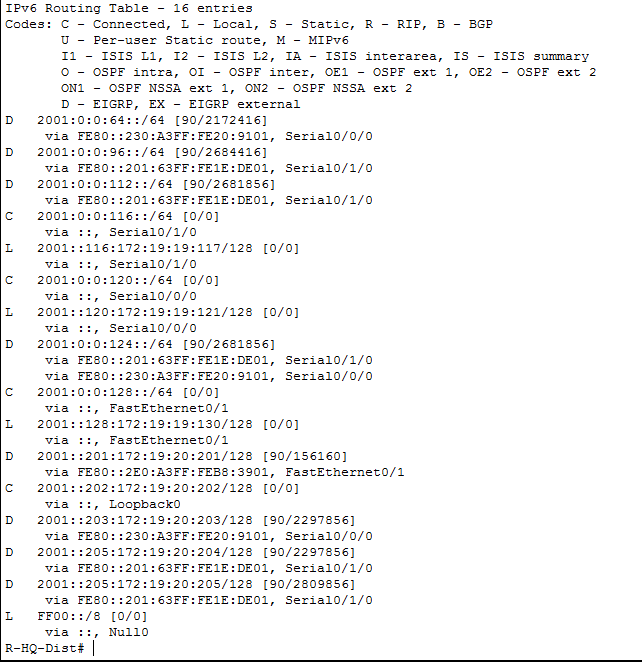 IPv6 Routing Table - 16 entries
Codes: C - Connected, L - Local, S - Static, R - RIP, B - BGP
U - Per-user Static route, M - MIPv6
I1 - ISIS L1, I2 - ISIS L2, IA - ISIS interarea, IS - ISIS summary
O - OSPF intra, OI - OSPF inter, OE1 - OSPF ext 1, OE2 - OSPF ext 2
ON1 - OSPF NSSA ext 1, ON2 - OSPF NSSA ext 2
D - EIGRP, EX - EIGRP external
D 2001:0:0:64::/64 [90/2172416]
via FE80::230:A3FF:FE20:9101, Serial0/0/0
D 2001:0:0:96::/64 [90/2684416]
via FE80::201:63FF:FE1E:DE01, Serial0/1/0
D 2001:0:0:112::/64 [90/2681856]
via FE80::201:63FF:FE1E:DE01, Serial0/1/0
C 2001:0:0:116::/64 [0/0]
via ::, Serial0/1/0
L 2001::116:172:19:19:117/128 [0/0]
via ::, Serial0/1/0
C 2001:0:0:120::/64 [0/0]
via ::, Serial0/0/0
L 2001::120:172:19:19:121/128 [0/0]
via ::, Serial0/0/0
D 2001:0:0:124::/64 [90/2681856]
via FE80::201:63FF:FE1E:DE01, Serial0/1/0
via FE80::230:A3FF:FE20:9101, Serial0/0/0
C 2001:0:0:128::/64 [0/0]
via ::, FastEthernet0/1
L 2001::128:172:19:19:130/128 [0/0]
via ::, FastEthernet0/1
D 2001::201:172:19:20:201/128 [90/156160]
via FE80::2E0:A3FF:FEB8:3901, FastEthernet0/1
C 2001::202:172:19:20:202/128 [0/0]
via ::, Loopback0
D 2001::203:172:19:20:203/128 [90/2297856]
via FE80::230:A3FF:FE20:9101, Serial0/0/0
D 2001::205:172:19:20:204/128 [90/2297856]
via FE80::201:63FF:FE1E:DE01, Serial0/1/0
D 2001::205:172:19:20:205/128 [90/2809856]
via FE80::201:63FF:FE1E:DE01, Serial0/1/0
L FF00::/8 [0/0]
via ::, Null0
R-HQ-Dist#